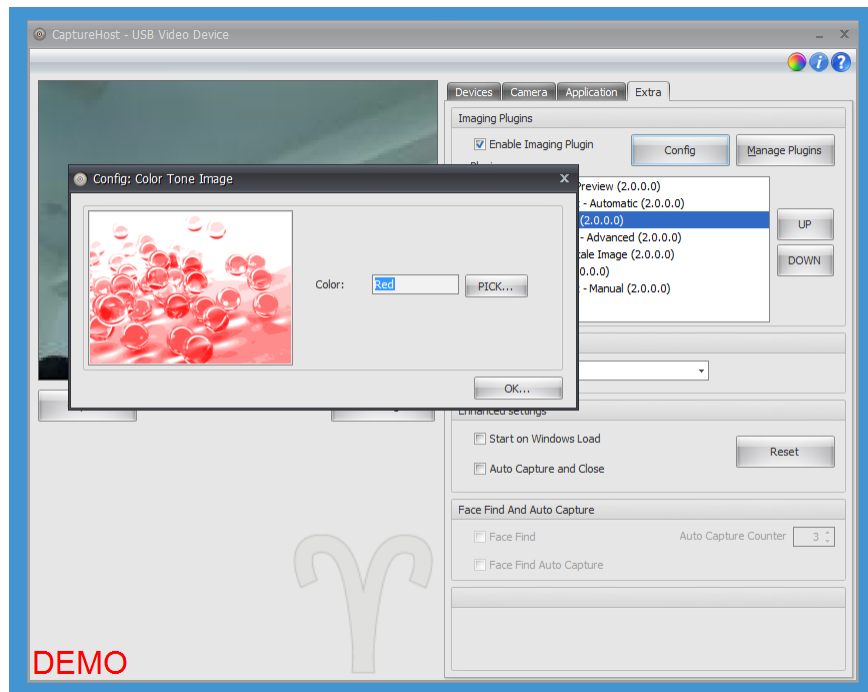 CaptureHost - USB Video Device
Devices
Camera
Application
Extra
Imaging Plugins
Enable Imaging Plugin
Config
Manage Plugins
Config: Color Tone Image
Preview (2.0.0.0)
- Automatic (2.0.0.0)
(2.0.0.0)
- Advanced (2.0.0.0)
Image (2.0.0.0)
- Manual (2.0.0.0)
UP
DOWN
Color:
Red
PICK...
OK...
Enhanced settings
Start on Windows Load
Auto Capture and Close
Reset
Face Find And Auto Capture
Face Find
Auto Capture Counter
3
Face Find Auto Capture
DEMO